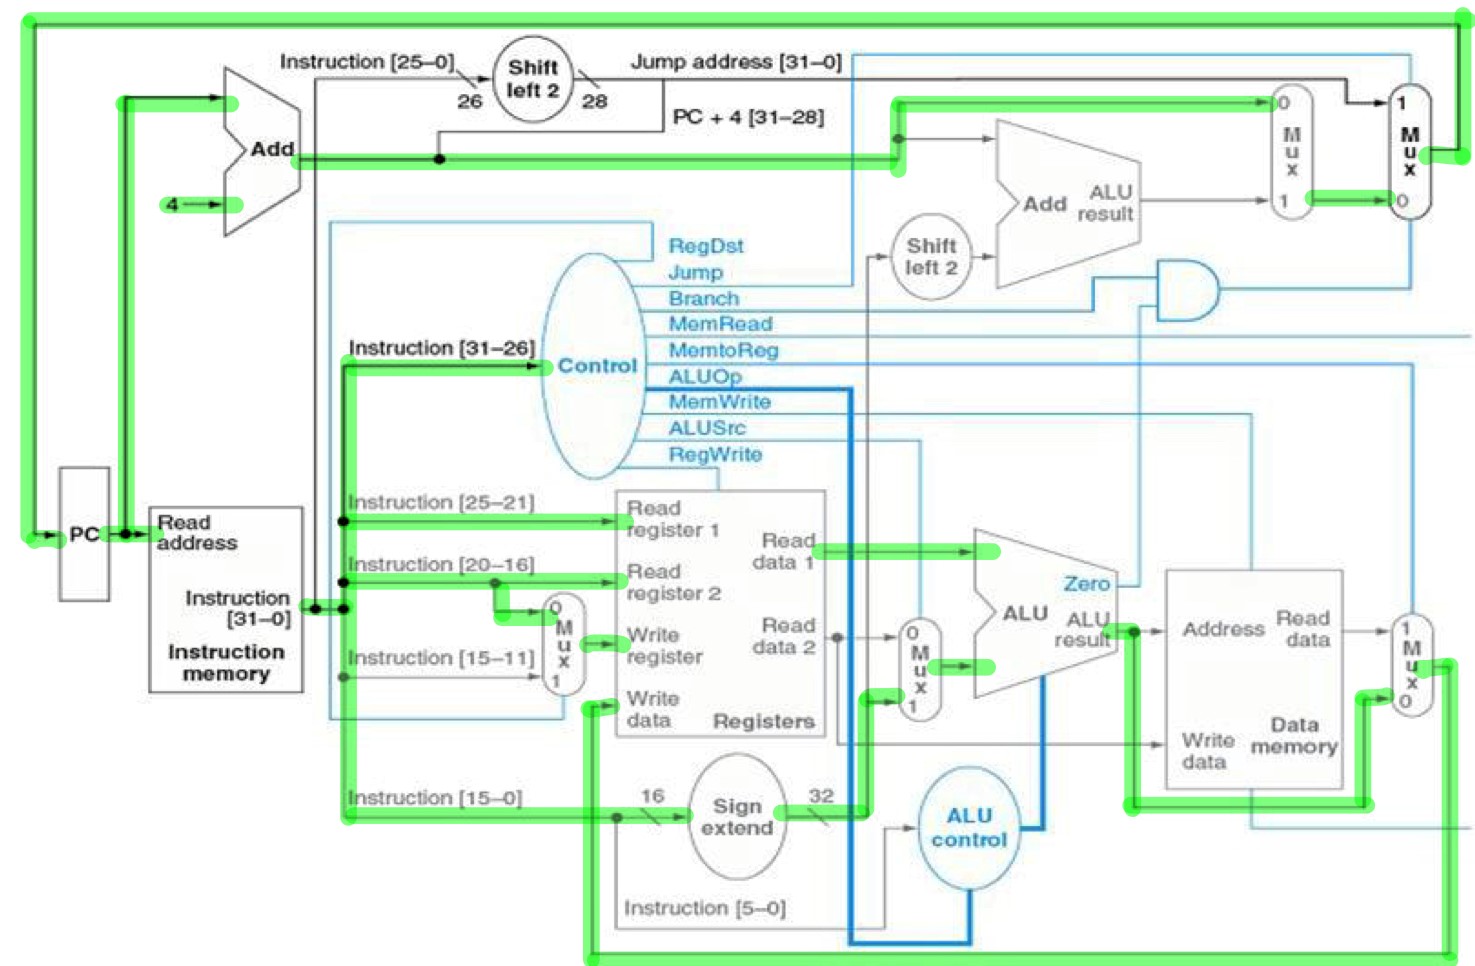 Instruction [25–0]
26
Shift
left 2
28
Jump address [31–0]
PC + 4 [31–28]
Add
4
0
M
u
x
1
1
M
u
x
0
Add
ALU
result
Shift
left 2
RegDst
Jump
Branch
MemRead
MemtoReg
ALUOp
MemWrite
ALUSrc
RegWrite
Instruction [31–26]
Control
PC
Read
address
Instruction
[31–0]
Instruction
memory
Instruction [25–21]
Instruction [20–16]
Instruction [15–11]
0
M
u
x
1
Read
register 1
Read
register 2
Write
register
Write
data
Registers
Read
data 1
Read
data 2
0
M
u
x
1
Zero
ALU
ALU
result
Address
Read
data
Write
data
Data
memory
1
M
u
x
0
Instruction [15–0]
16
Sign
extend
32
ALU
control
Instruction [5–0]